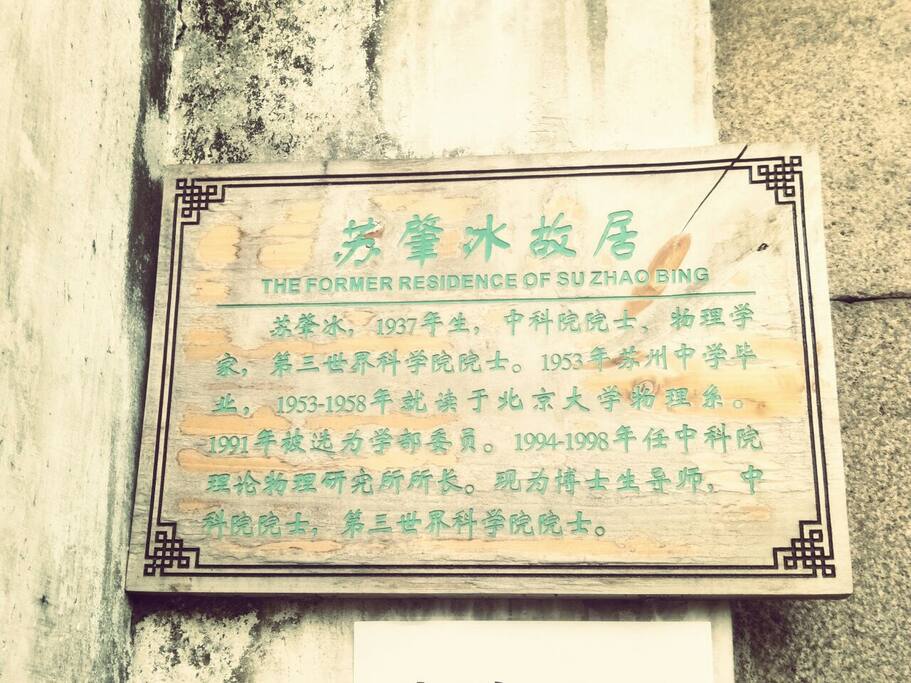 苏肇冰故居
THE FORMER RESIDENCE OF SU ZHAO BING
苏肇冰，1937年生，中科院院士，物理学
家，第三世界科学院院士。1953年苏州中学毕
业，1953-1958年就读于北京大学物理系。
1991年被选为学部委员。1994-1998年任中科院
理论物理研究所所长。现为博士生导师，中
科院院士，第三世界科学院院士。